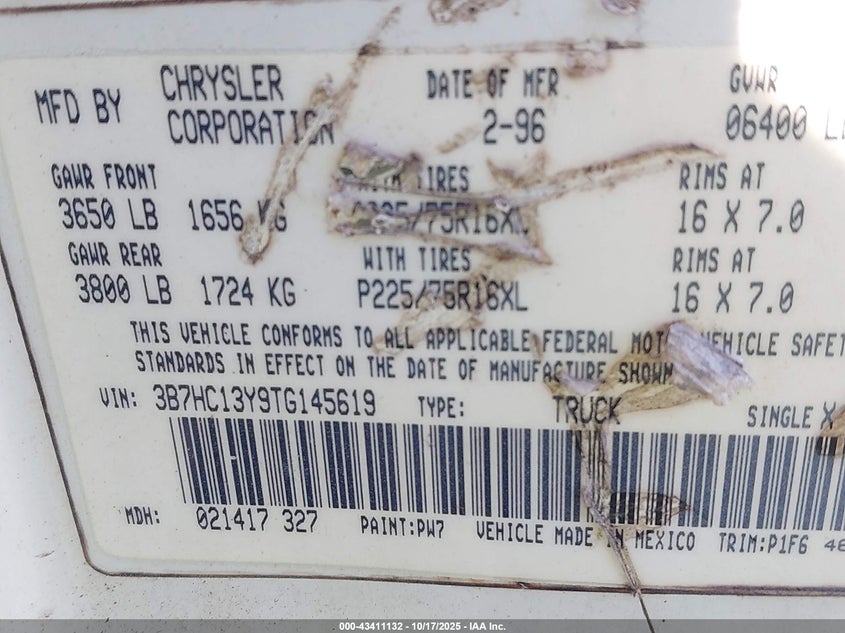 MFD BY CHRYSLER CORPORATION DATE OF MFR 2-96 GVWR 06400
GAWR FRONT WITH TIRES RIMS AT
3650 LB 1656 KG /75R16XL 16 X 7.0
GAWR REAR WITH TIRES RIMS AT
3800 LB 1724 KG P225/75R16XL 16 X 7.0
THIS VEHICLE CONFORMS TO ALL APPLICABLE FEDERAL MOT VEHICLE SAFET
STANDARDS IN EFFECT ON THE DATE OF MANUFACTURE SHOWN
VIN: 3B7HC13Y9TG145619 TYPE: TRUCK SINGLE X
MDH: 021417 327 PAINT:PW7 VEHICLE MADE IN MEXICO TRIM:P1F6 46
000-43411132 - 10/17/2025 - IAA Inc.